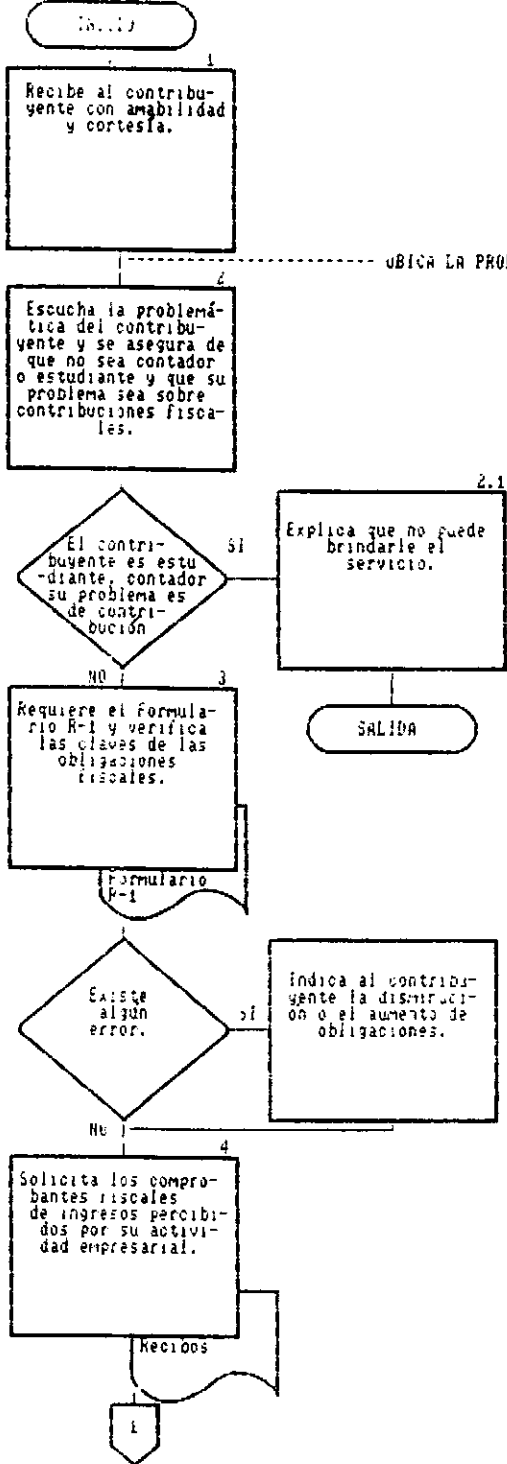 INICIO
1
Recibe al contribu-
yente con amabilidad
y cortesía.
UBICA LA PRO
2
Escucha la problemá-
tica del contribu-
yente y se asegura de
que no sea contador
o estudiante y que su
problema sea sobre
contribuciones fisca-
les.
El contri-
buyente es estu
-diante, contador
su problema es
de contri-
bución
SI
2.1
Explica que no puede
brindarle el
servicio.
SALIDA
NO
3
Requiere el formula-
rio R-1 y verifica
las claves de las
obligaciones
fiscales.
Formulario
R-1
Existe
algún
error.
SI
Indica al contribu-
yente la disminuci-
ón o el aumento de
obligaciones.
NO
4
Solicita los compro-
bantes fiscales
de ingresos percibi-
dos por su activi-
dad empresarial.
Recibos
1